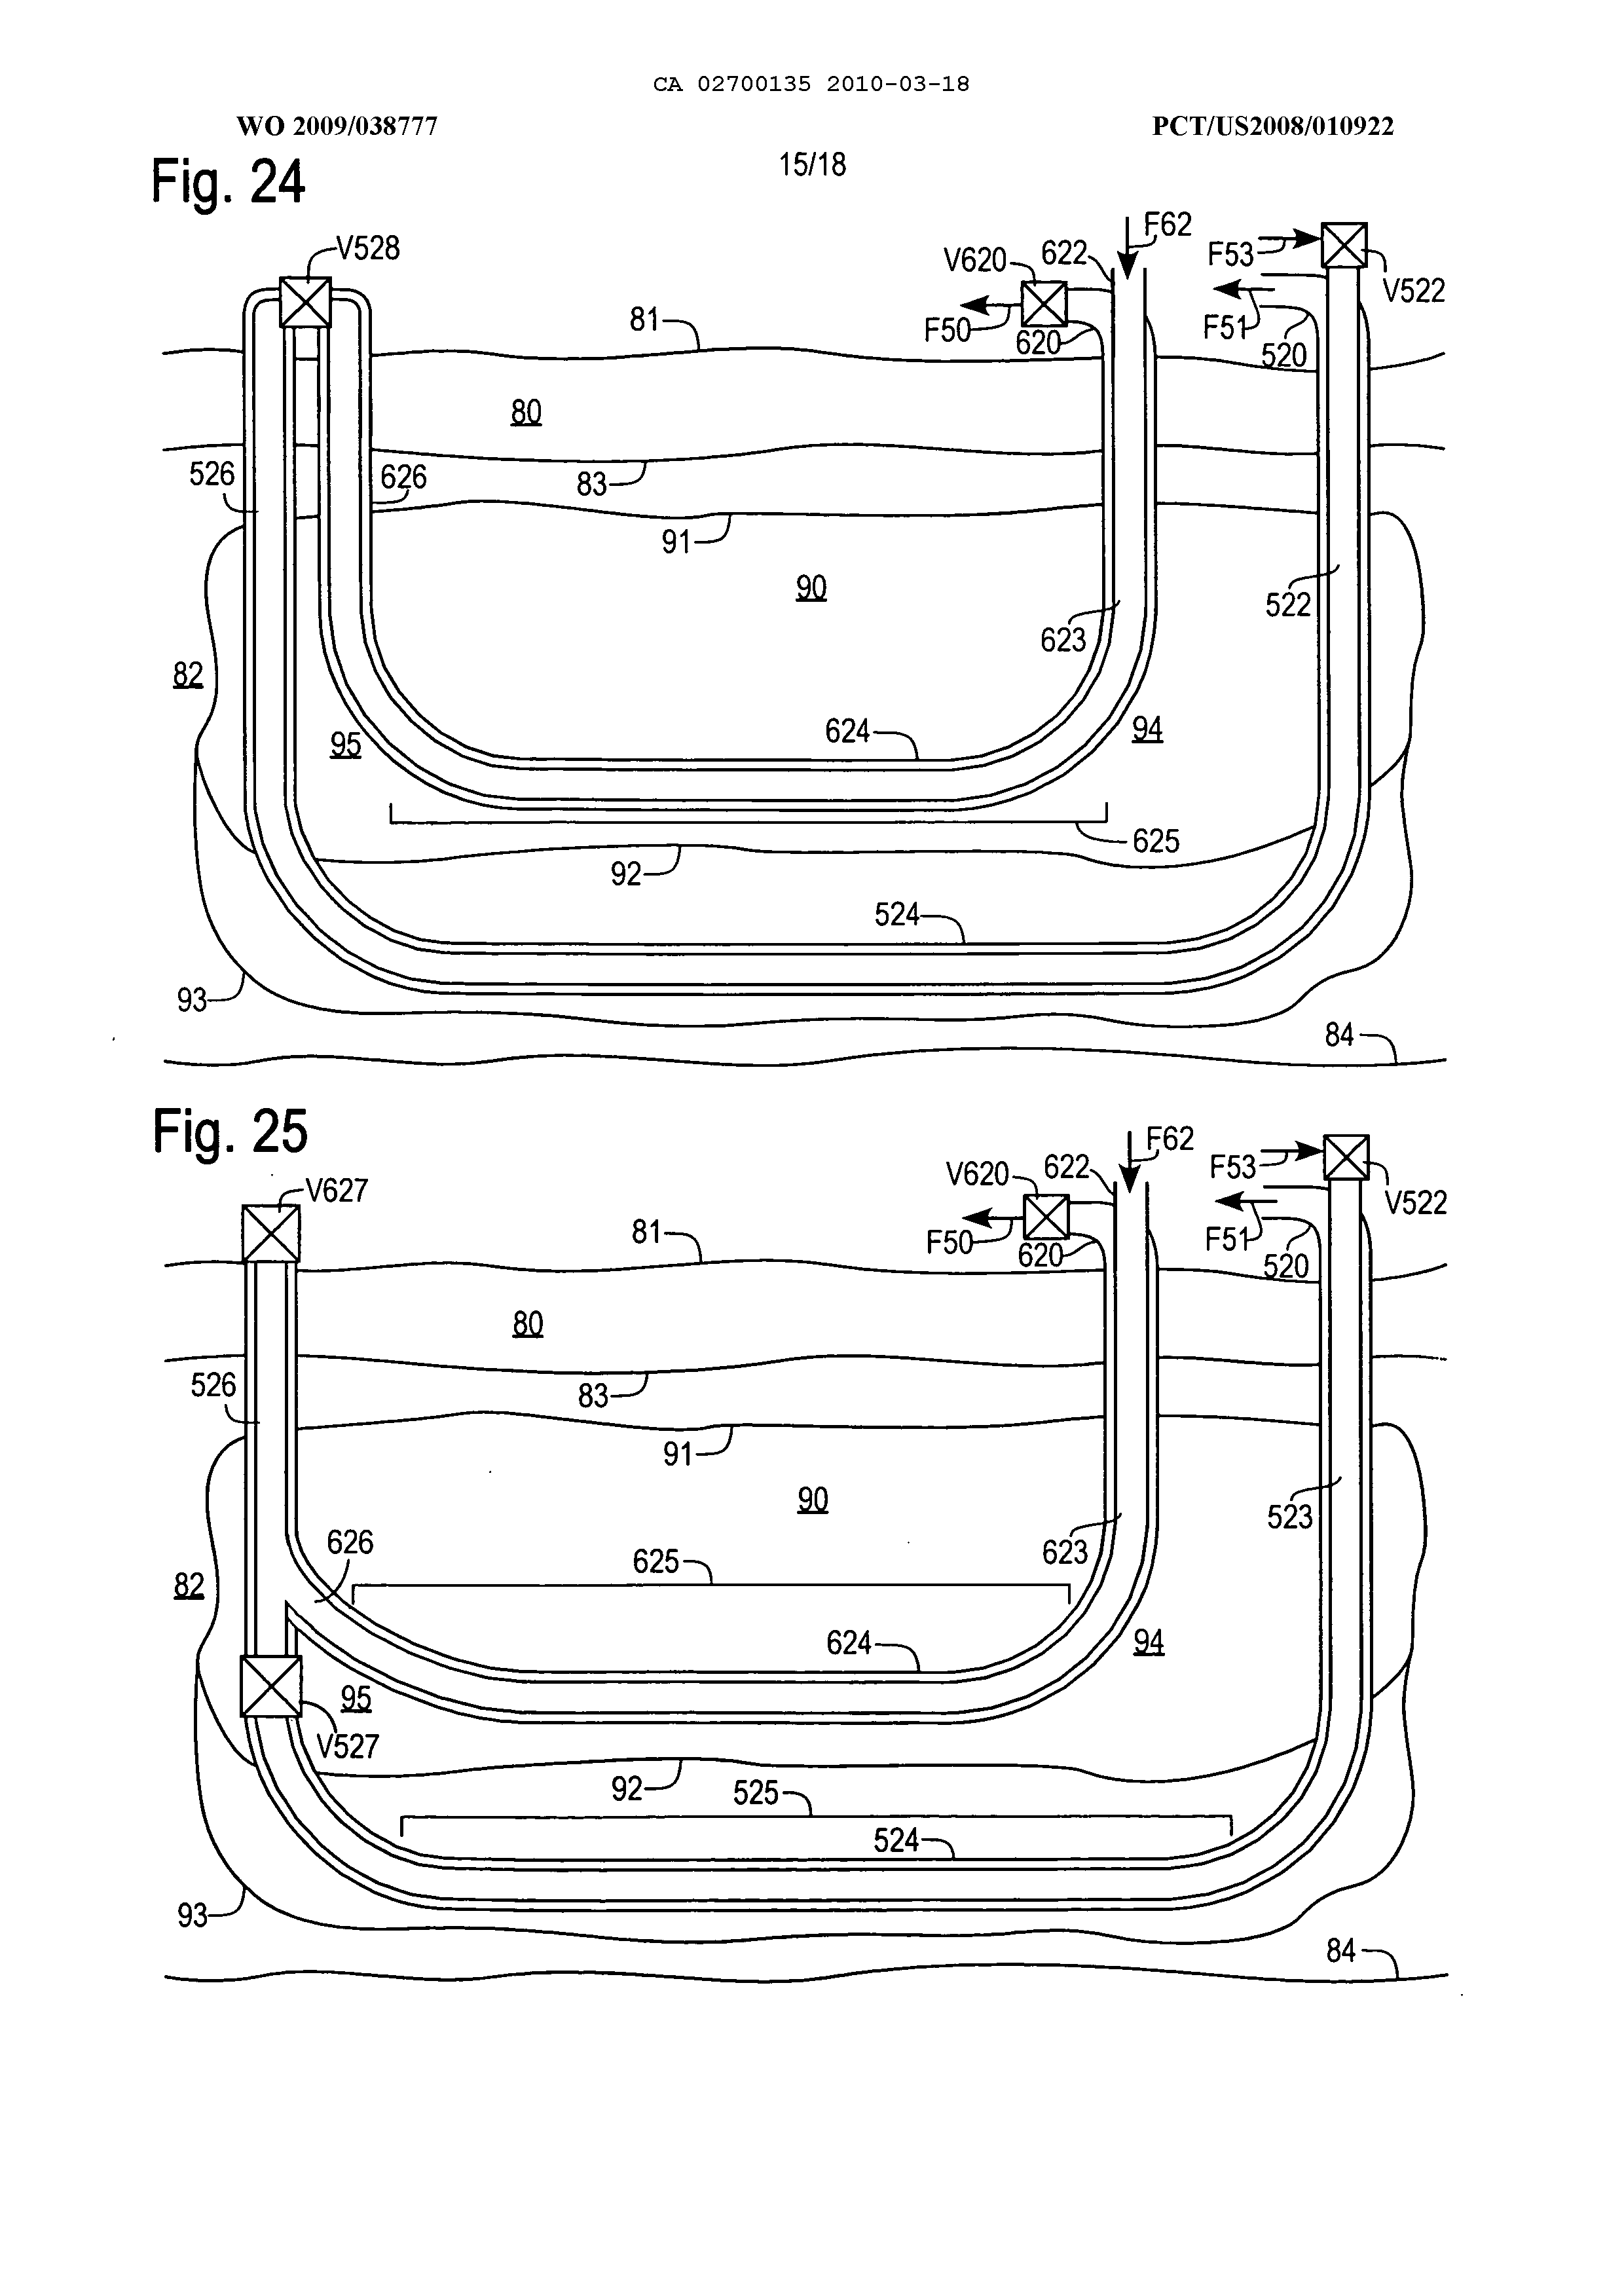 CA 02700135 2010-03-18
WO 2009/038777 PCT/US2008/010922
15/18
Fig. 24
V528
F62
V620 622
F53
V522
81
F50
620
F51
520
80
526
626
83
91
90
522
623
82
95
624
94
625
92
524
93
84
Fig. 25
F62
V627
V620 622
F53
V522
81
F50
620
F51
520
80
526
83
91
90
523
626
623
625
82
624
94
95
V527
92
525
524
93
84